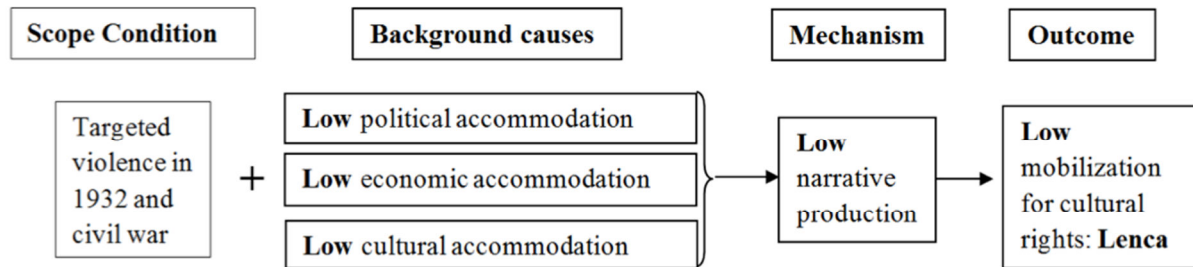 Scope Condition
Background causes
Mechanism
Outcome
Targeted
violence in
1932 and
civil war
+
Low political accommodation
Low economic accommodation
Low cultural accommodation
Low
narrative
production
Low
mobilization
for cultural
rights: Lenca